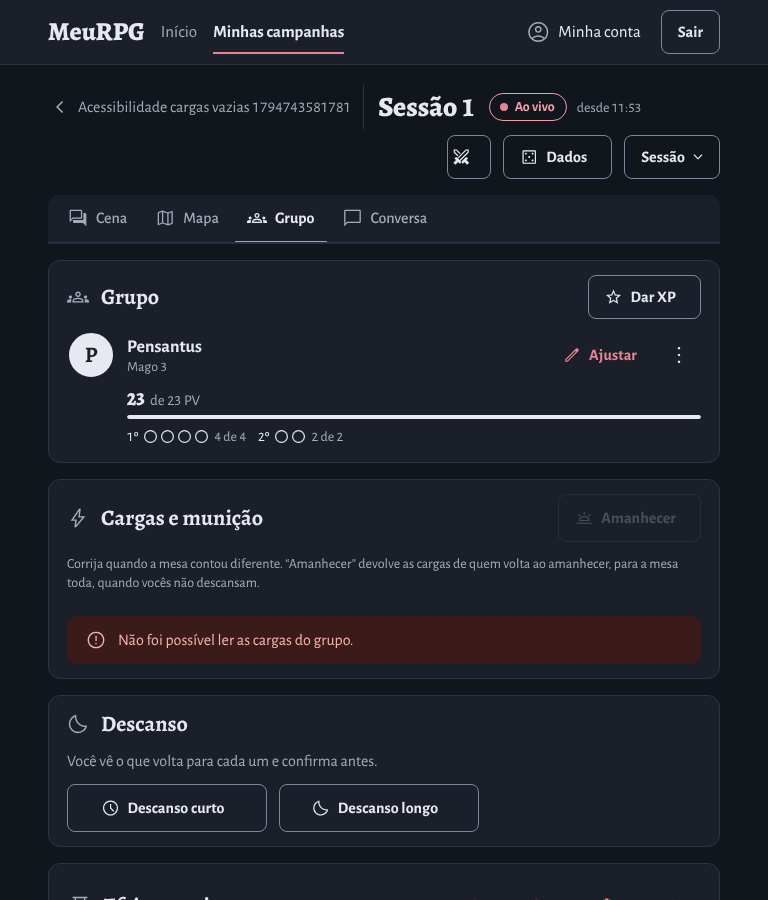 MeuRPG Início Minhas campanhas Minha conta Sair
Acessibilidade cargas vazias 1794743581781 Sessão 1 Ao vivo desde 11:53
Dados Sessão
Cena Mapa Grupo Conversa
Grupo Dar XP
P Pensantus Ajustar
Mago 3
23 de 23 PV
1º 4 de 4 2º 2 de 2
Cargas e munição Amanhecer
Corrija quando a mesa contou diferente. “Amanhecer” devolve as cargas de quem volta ao amanhecer, para a mesa
toda, quando vocês não descansam.
Não foi possível ler as cargas do grupo.
Descanso
Você vê o que volta para cada um e confirma antes.
Descanso curto Descanso longo